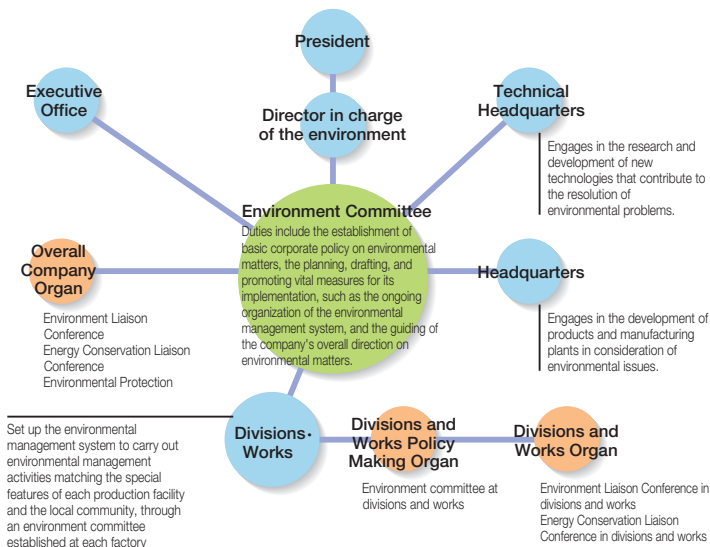 President
Executive
Office
Director in charge
of the environment
Technical
Headquarters
Engages in the research and
development of new
technologies that contribute to
the resolution of
environmental problems.
Environment Committee
Duties include the establishment of
basic corporate policy on environmental
matters, the planning, drafting, and
promoting vital measures for its
implementation, such as the ongoing
organization of the environmental
management system, and the guiding of
the company's overall direction on
environmental matters.
Overall
Company
Organ
Environment Liaison
Conference
Energy Conservation Liaison
Conference
Environmental Protection
Headquarters
Engages in the development of
products and manufacturing
plants in consideration of
environmental issues.
Set up the environmental
management system to carry out
environmental management
activities matching the special
features of each production facility
and the local community, through
an environment committee
established at each factory
Divisions·
Works
Divisions and
Works Policy
Making Organ
Environment committee at
divisions and works
Divisions and
Works Organ
Environment Liaison Conference in
divisions and works
Energy Conservation Liaison
Conference in divisions and works